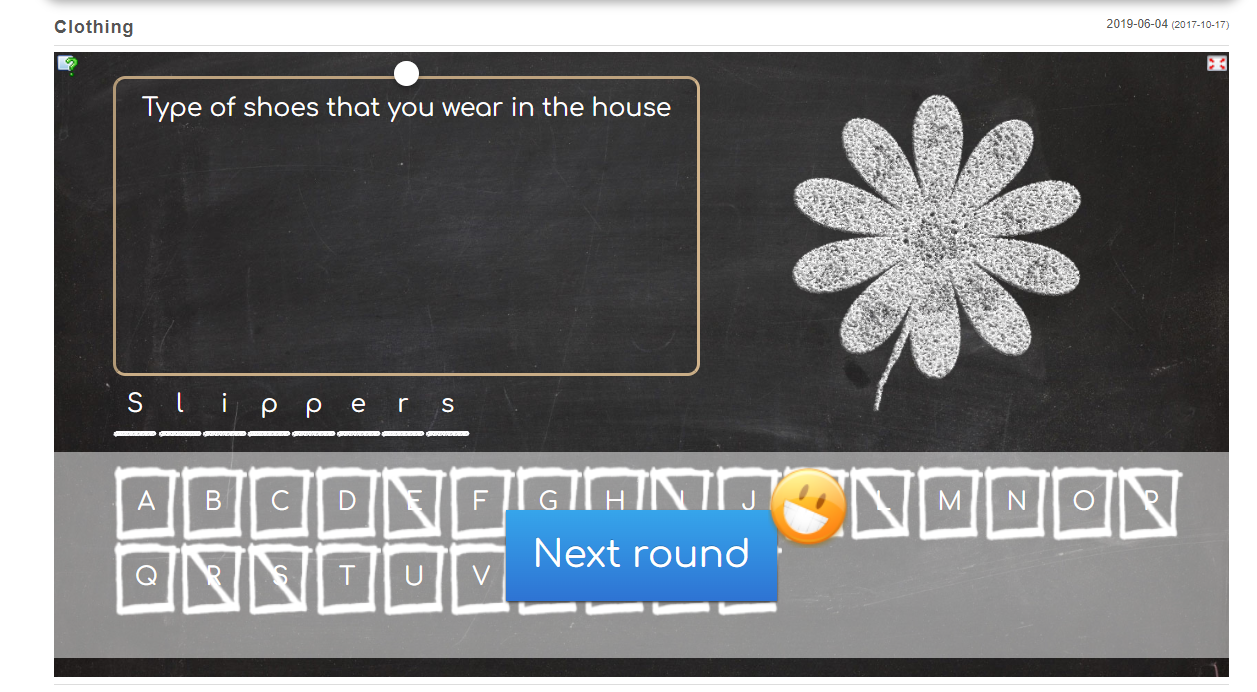 Clothing
2019-06-04 (2017-10-17)
Type of shoes that you wear in the house
S l i p p e r s
A B C D E F G H I J L M N O P
Q R S T U V
Next round